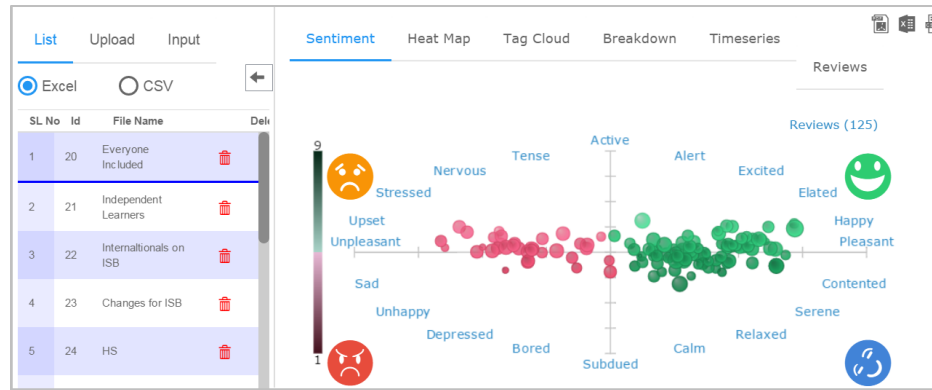 List Upload Input
Excel CSV
SL No Id File Name Dele
1 20 Everyone
Included
2 21 Independent
Learners
3 22 Interналtionals on
ISB
4 23 Changes for ISB
5 24 HS
Sentiment Heat Map Tag Cloud Breakdown Timeseries
Reviews
Reviews (125)
9
Active
Tense Alert
Nervous Excited
Stressed Elated
Upset Happy
Unpleasant Pleasant
Sad Contented
Unhappy Serene
Depressed Relaxed
Bored Calm
1
Subdued